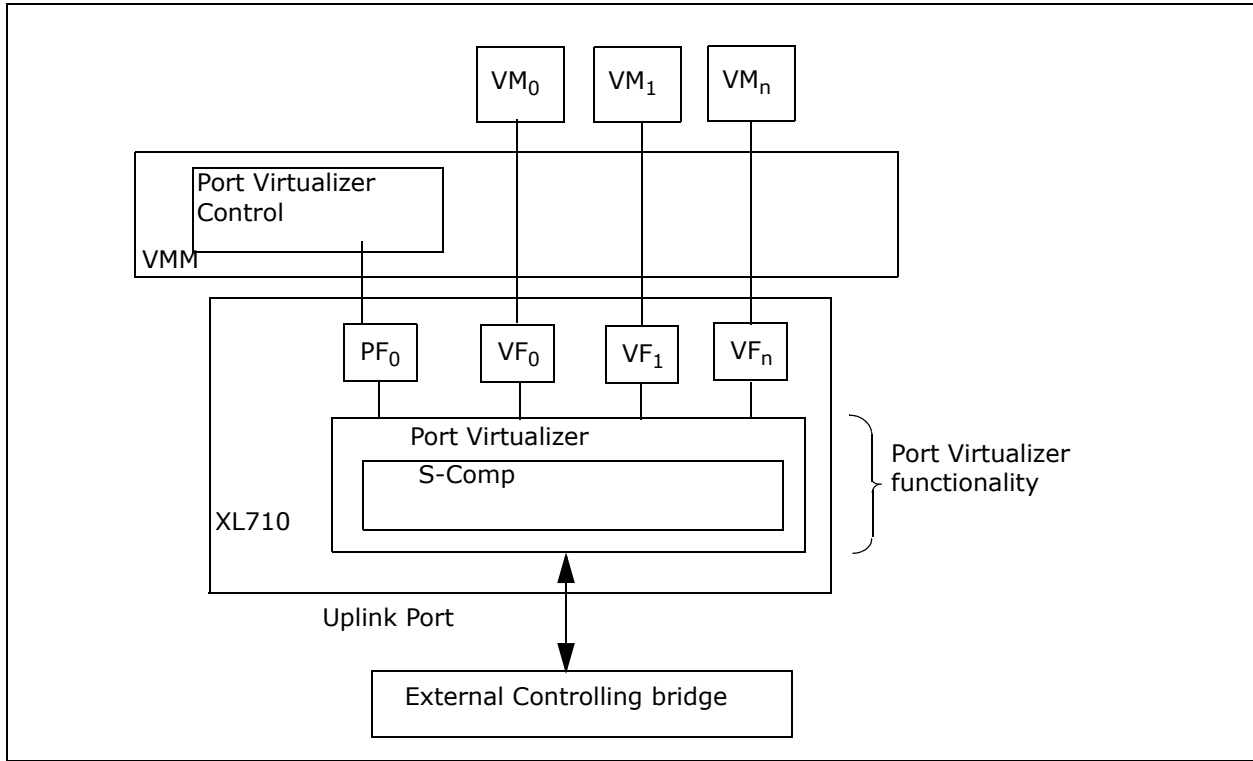 VM0
VM1
VMn
Port Virtualizer
Control
VMM
PF0
VF0
VF1
VFn
Port Virtualizer
S-Comp
XL710
Port Virtualizer
functionality
Uplink Port
External Controlling bridge